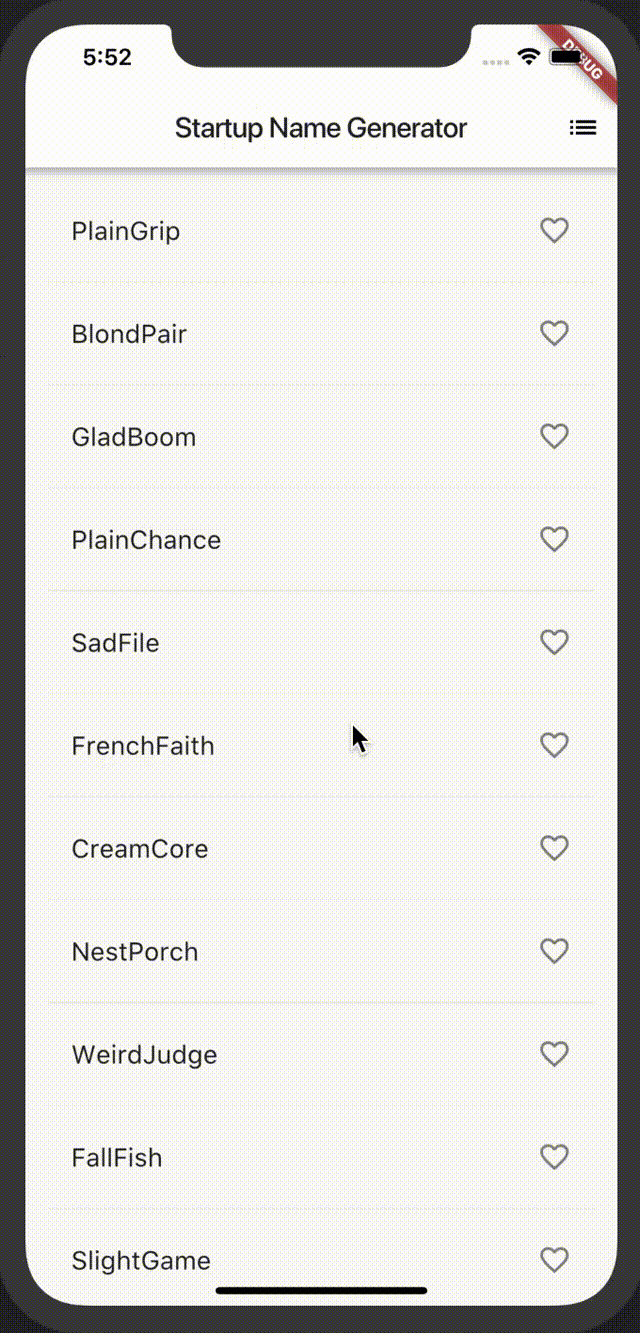 5:52
DEBUG
Startup Name Generator
PlainGrip
BlondPair
GladBoom
PlainChance
SadFile
FrenchFaith
CreamCore
NestPorch
WeirdJudge
FallFish
SlightGame